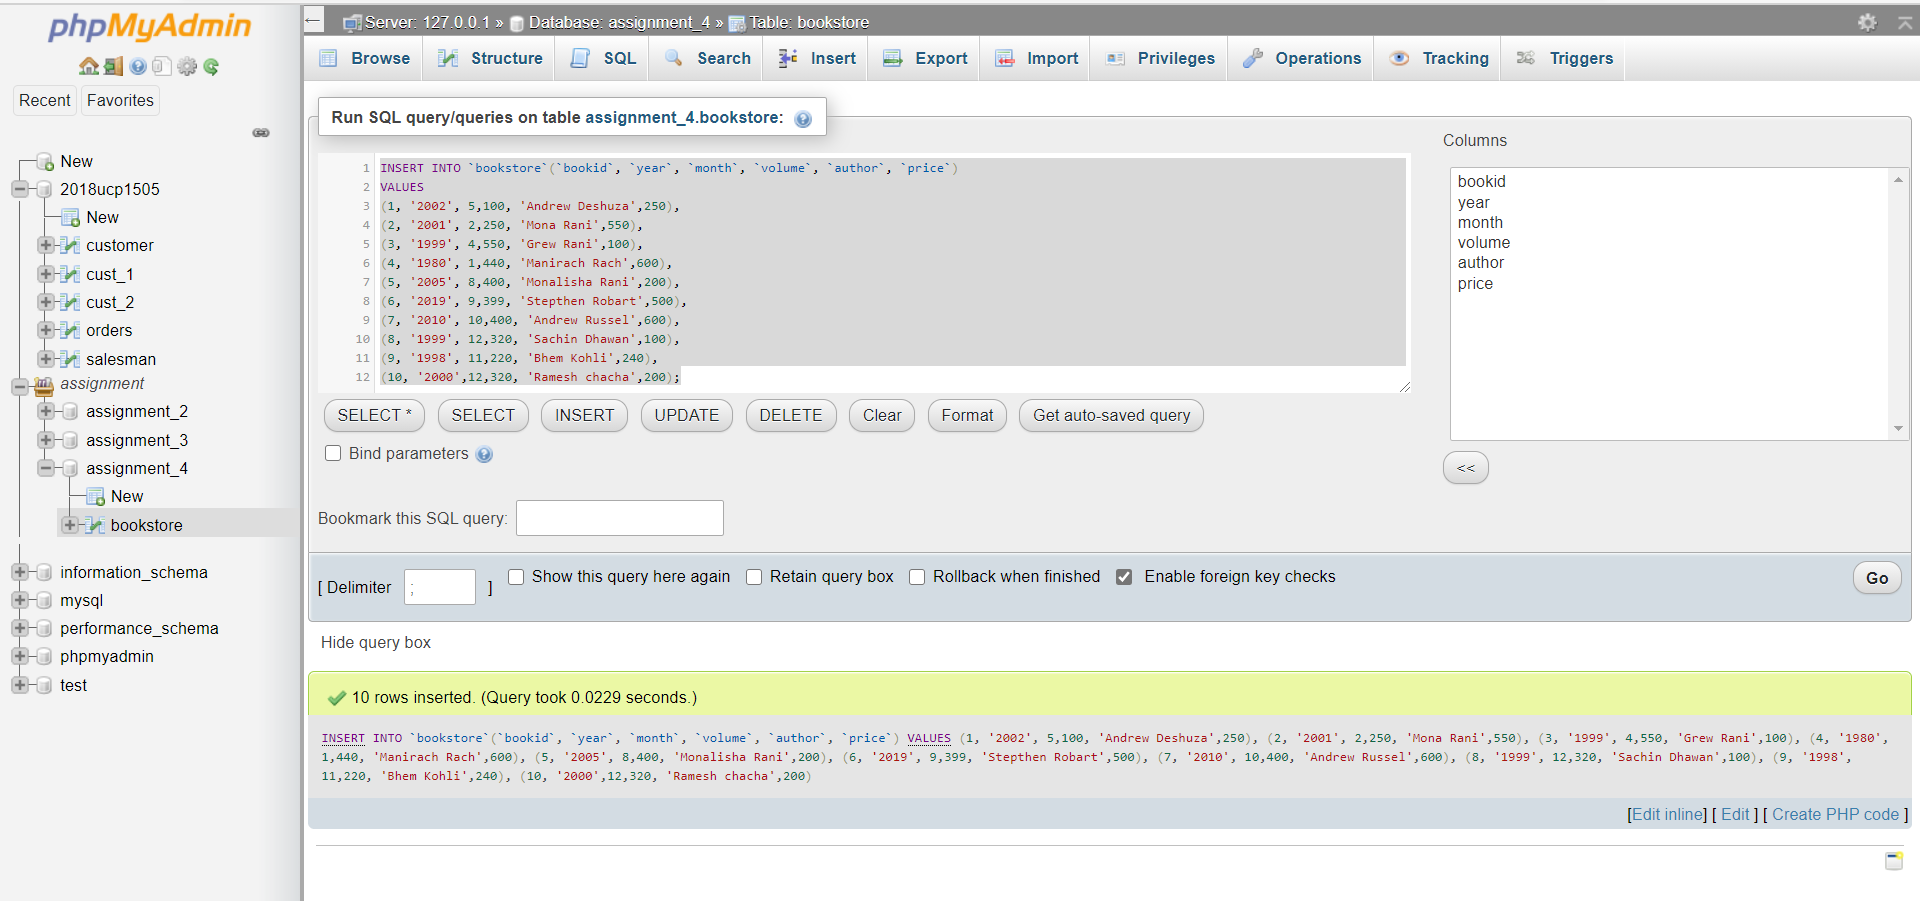 phpMyAdmin
Recent
Favorites
New
2018ucp1505
New
customer
cust_1
cust_2
orders
salesman
assignment
assignment_2
assignment_3
assignment_4
New
bookstore
information_schema
mysql
performance_schema
phpmyadmin
test
Server: 127.0.0.1 » Database: assignment_4 » Table: bookstore
Browse Structure SQL Search Insert Export Import Privileges Operations Tracking Triggers
Run SQL query/queries on table assignment_4.bookstore:
1 INSERT INTO `bookstore`(`bookid`, `year`, `month`, `volume`, `author`, `price`)
2 VALUES
3 (1, '2002', 5,100, 'Andrew Deshuza',250),
4 (2, '2001', 2,250, 'Mona Rani',550),
5 (3, '1999', 4,550, 'Grew Rani',100),
6 (4, '1980', 1,440, 'Manirach Rach',600),
7 (5, '2005', 8,400, 'Monalisha Rani',200),
8 (6, '2019', 9,399, 'Stepthen Robart',500),
9 (7, '2010', 10,400, 'Andrew Russel',600),
10 (8, '1999', 12,320, 'Sachin Dhawan',100),
11 (9, '1998', 11,220, 'Bhem Kohli',240),
12 (10, '2000',12,320, 'Ramesh chacha',200);
Columns
bookid
year
month
volume
author
price
<<
SELECT * SELECT INSERT UPDATE DELETE Clear Format Get auto-saved query
Bind parameters
Bookmark this SQL query:
[ Delimiter ; ] Show this query here again Retain query box Rollback when finished Enable foreign key checks Go
Hide query box
10 rows inserted. (Query took 0.0229 seconds.)
INSERT INTO `bookstore`(`bookid`, `year`, `month`, `volume`, `author`, `price`) VALUES (1, '2002', 5,100, 'Andrew Deshuza',250), (2, '2001', 2,250, 'Mona Rani',550), (3, '1999', 4,550, 'Grew Rani',100), (4, '1980',
1,440, 'Manirach Rach',600), (5, '2005', 8,400, 'Monalisha Rani',200), (6, '2019', 9,399, 'Stepthen Robart',500), (7, '2010', 10,400, 'Andrew Russel',600), (8, '1999', 12,320, 'Sachin Dhawan',100), (9, '1998',
11,220, 'Bhem Kohli',240), (10, '2000',12,320, 'Ramesh chacha',200)
[Edit inline] [ Edit ] [ Create PHP code ]